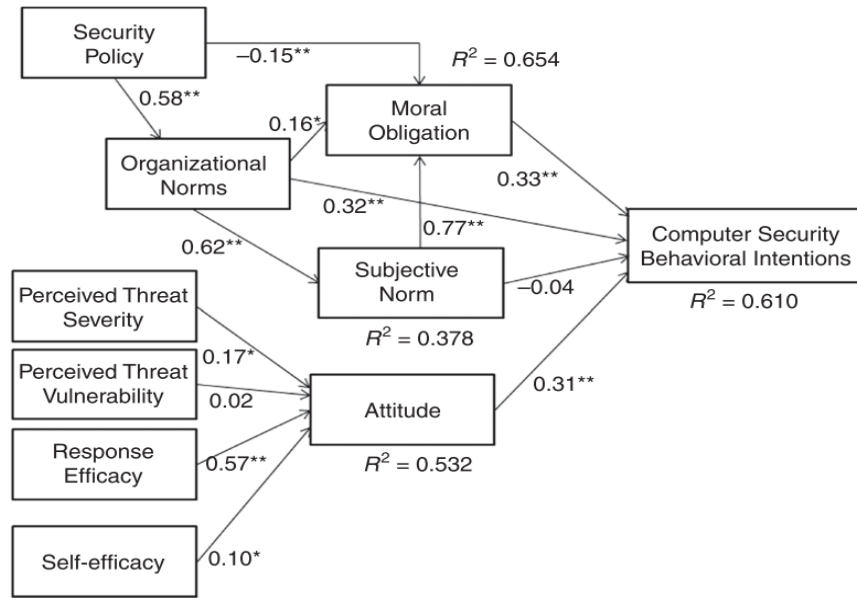 Security
Policy
–0.15**
R² = 0.654
0.58**
Moral
Obligation
0.16*
Organizational
Norms
0.33**
0.32**
0.77**
Computer Security
Behavioral Intentions
0.62**
Subjective
Norm
–0.04
R² = 0.610
Perceived Threat
Severity
R² = 0.378
0.17*
Perceived Threat
Vulnerability
0.02
Attitude
0.31**
Response
Efficacy
0.57**
R² = 0.532
Self-efficacy
0.10*